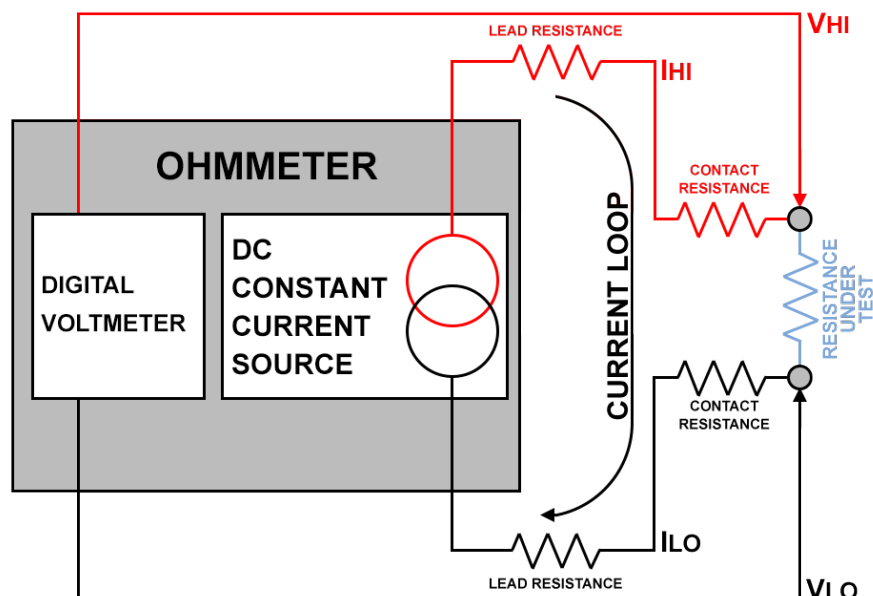 VHI
LEAD RESISTANCE
IHI
OHMMETER
CONTACT
RESISTANCE
DC
CONSTANT
CURRENT
SOURCE
DIGITAL
VOLTMETER
CURRENT LOOP
RESISTANCE
UNDER
TEST
CONTACT
RESISTANCE
ILO
LEAD RESISTANCE
VLO